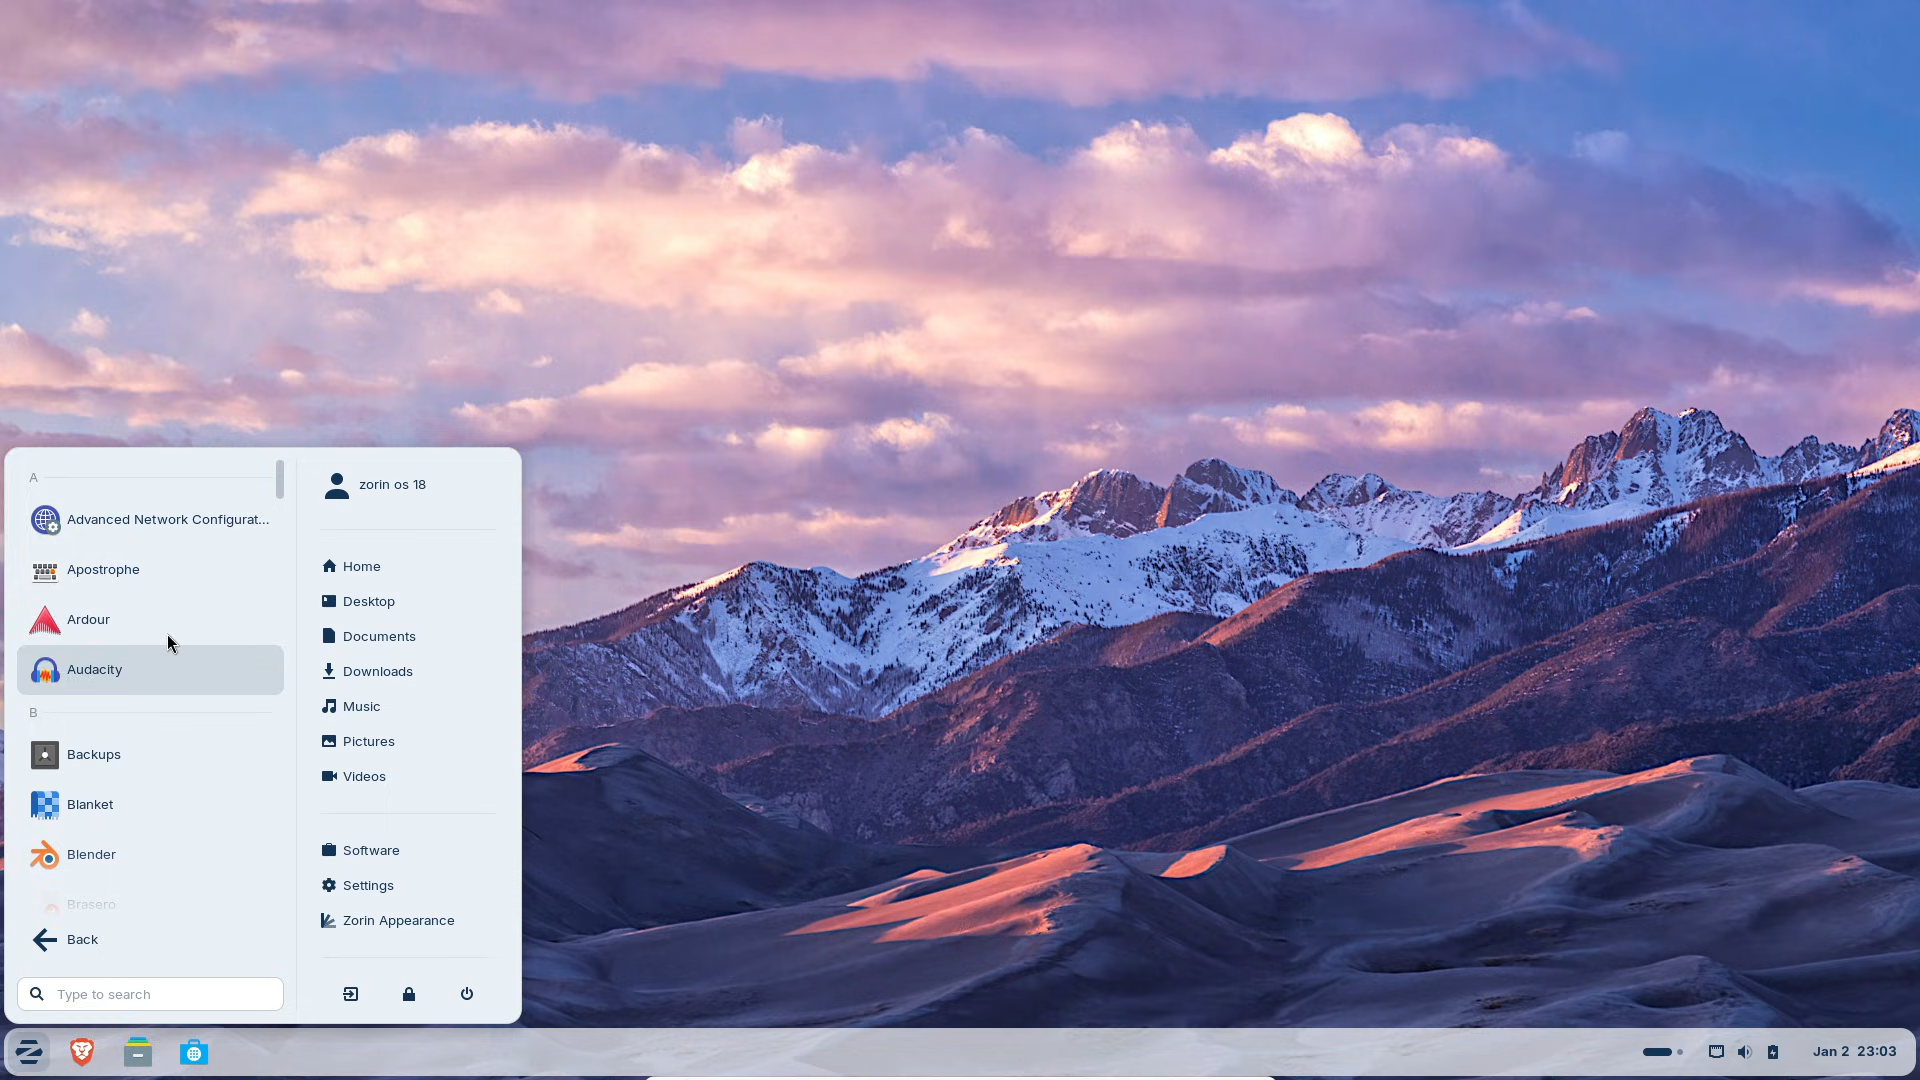 A
Advanced Network Configurat...
Apostrophe
Ardour
Audacity
B
Backups
Blanket
Blender
Brasero
Back
Type to search
zorin os 18
Home
Desktop
Documents
Downloads
Music
Pictures
Videos
Software
Settings
Zorin Appearance
Jan 2 23:03